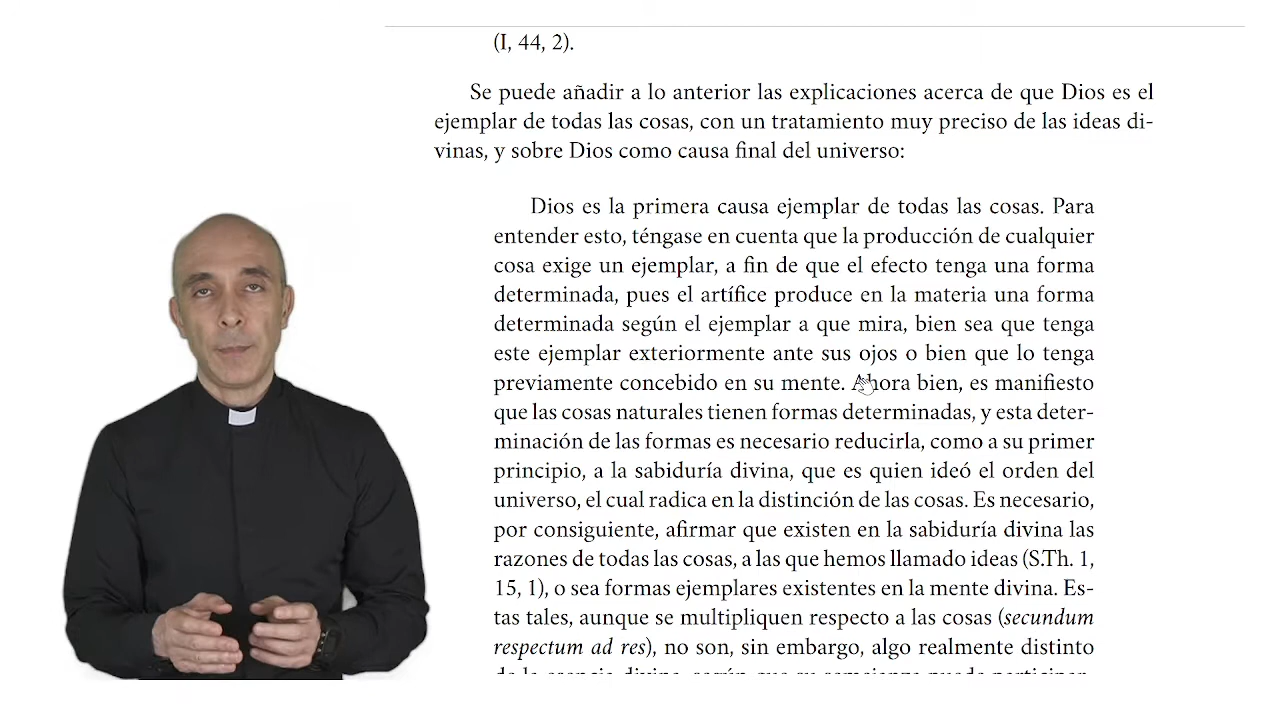 (I, 44, 2).
Se puede añadir a lo anterior las explicaciones acerca de que Dios es el
ejemplar de todas las cosas, con un tratamiento muy preciso de las ideas di-
vinas, y sobre Dios como causa final del universo:
Dios es la primera causa ejemplar de todas las cosas. Para
entender esto, téngase en cuenta que la producción de cualquier
cosa exige un ejemplar, a fin de que el efecto tenga una forma
determinada, pues el artífice produce en la materia una forma
determinada según el ejemplar a que mira, bien sea que tenga
este ejemplar exteriormente ante sus ojos o bien que lo tenga
previamente concebido en su mente. Ahora bien, es manifiesto
que las cosas naturales tienen formas determinadas, y esta deter-
minación de las formas es necesario reducirla, como a su primer
principio, a la sabiduría divina, que es quien ideó el orden del
universo, el cual radica en la distinción de las cosas. Es necesario,
por consiguiente, afirmar que existen en la sabiduría divina las
razones de todas las cosas, a las que hemos llamado ideas (S.Th. 1,
15, 1), o sea formas ejemplares existentes en la mente divina. Es-
tas tales, aunque se multipliquen respecto a las cosas (secundum
respectum ad res), no son, sin embargo, algo realmente distinto